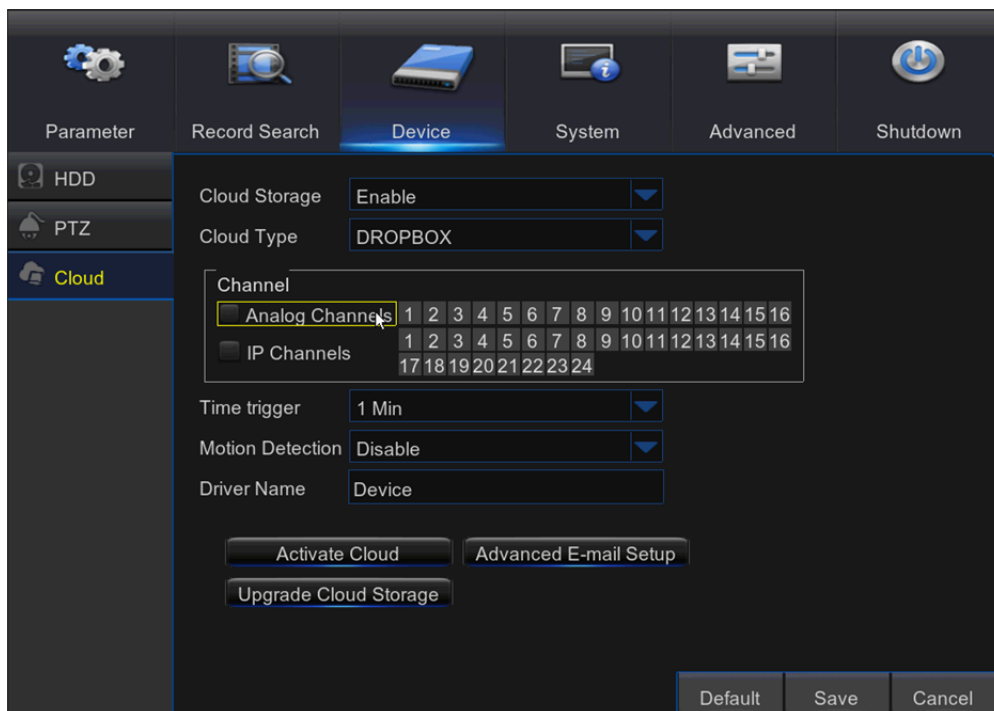 Parameter
Record Search
Device
System
Advanced
Shutdown
HDD
PTZ
Cloud
Cloud Storage Enable
Cloud Type DROPBOX
Channel
Analog Channels 1 2 3 4 5 6 7 8 9 10 11 12 13 14 15 16
IP Channels 1 2 3 4 5 6 7 8 9 10 11 12 13 14 15 16
17 18 19 20 21 22 23 24
Time trigger 1 Min
Motion Detection Disable
Driver Name Device
Activate Cloud
Advanced E-mail Setup
Upgrade Cloud Storage
Default
Save
Cancel